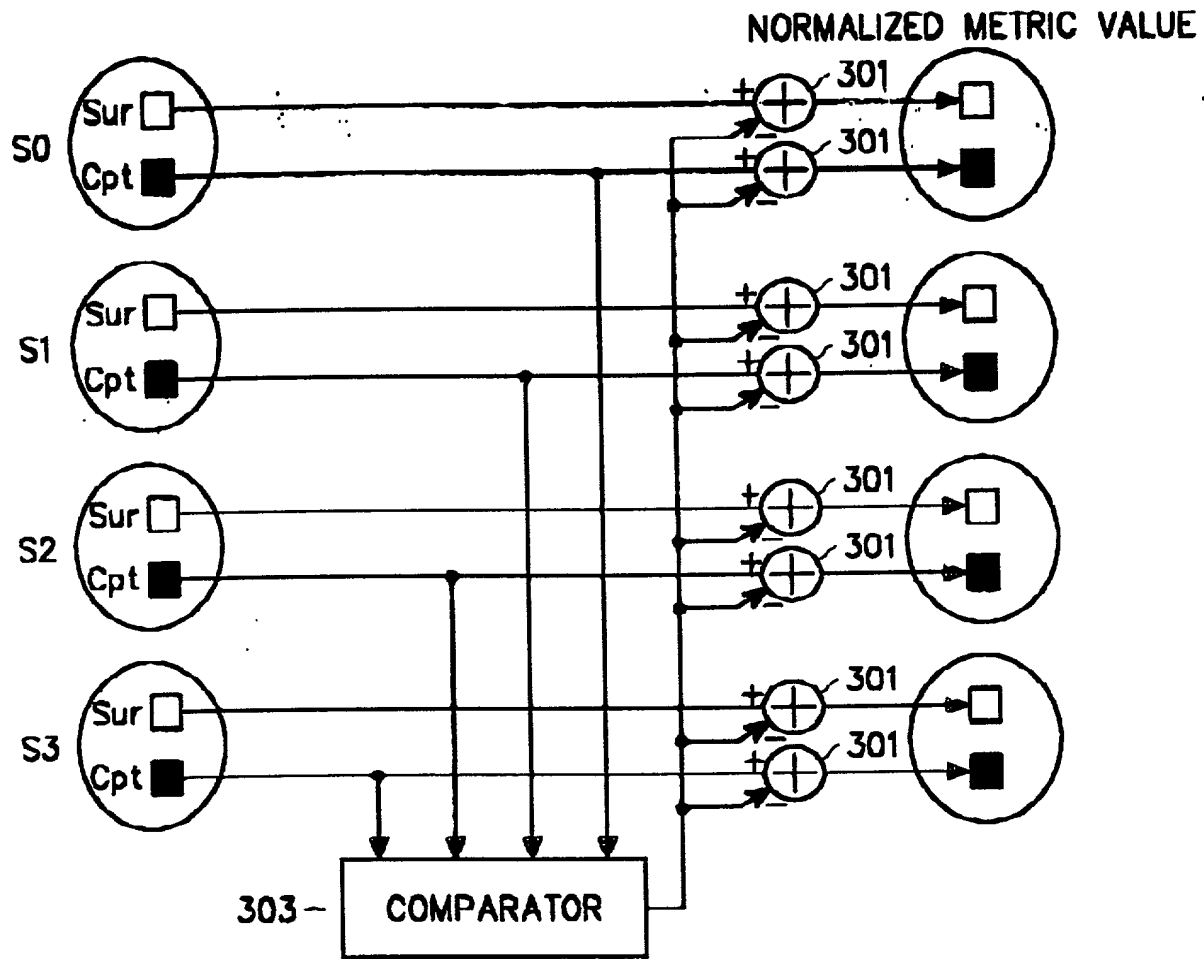 NORMALIZED METRIC VALUE
S0
Sur
Cpt
+
−
301
+
−
301
S1
Sur
Cpt
+
−
301
+
−
301
S2
Sur
Cpt
+
−
301
+
−
301
S3
Sur
Cpt
+
−
301
+
−
301
303
COMPARATOR